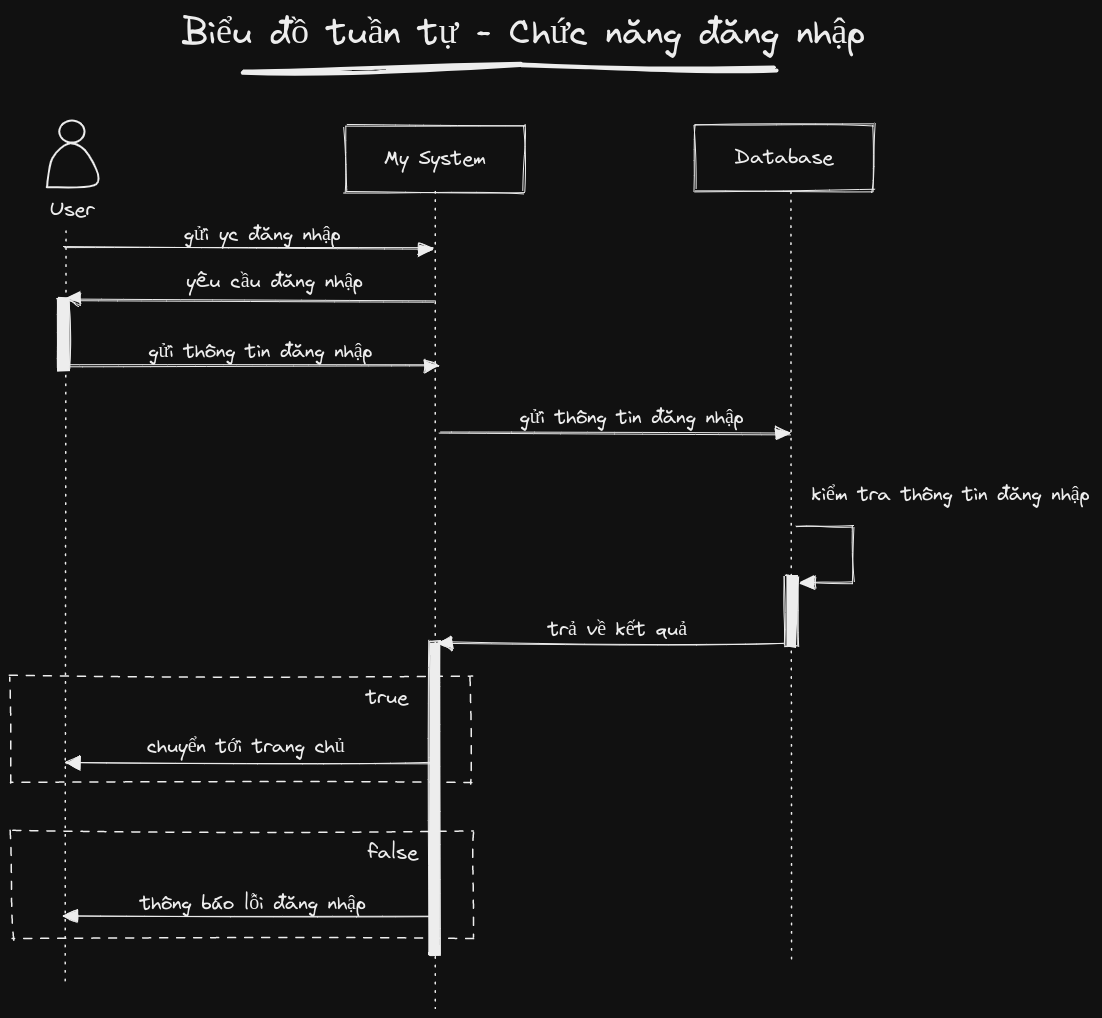 Biểu đồ tuần tự - Chức năng đăng nhập
My System
Database
User
gửi yc đăng nhập
yêu cầu đăng nhập
gửi thông tin đăng nhập
gửi thông tin đăng nhập
kiểm tra thông tin đăng nhập
trả về kết quả
true
chuyển tới trang chủ
false
thông báo lỗi đăng nhập